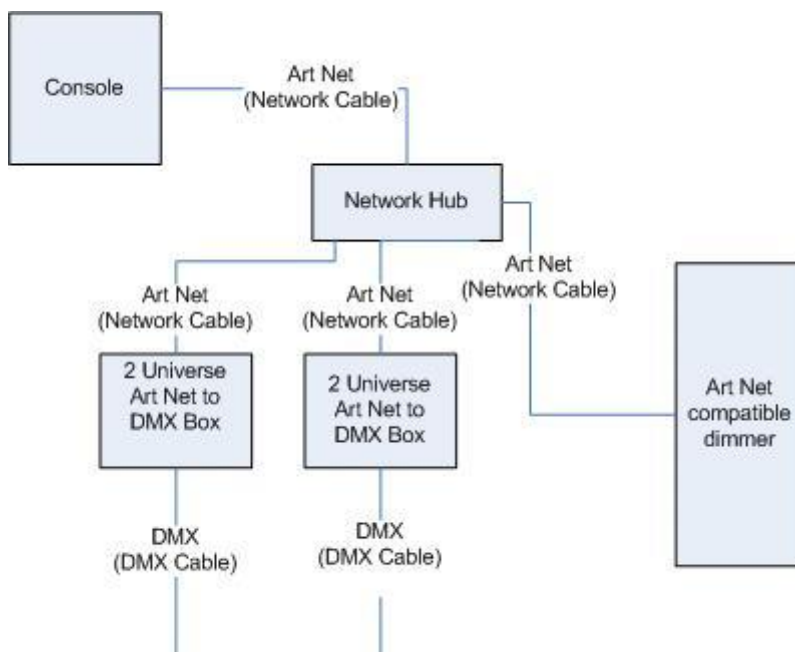 Console
Art Net
(Network Cable)
Network Hub
Art Net
(Network Cable)
Art Net
(Network Cable)
Art Net
(Network Cable)
2 Universe
Art Net to
DMX Box
2 Universe
Art Net to
DMX Box
Art Net
compatible
dimmer
DMX
(DMX Cable)
DMX
(DMX Cable)